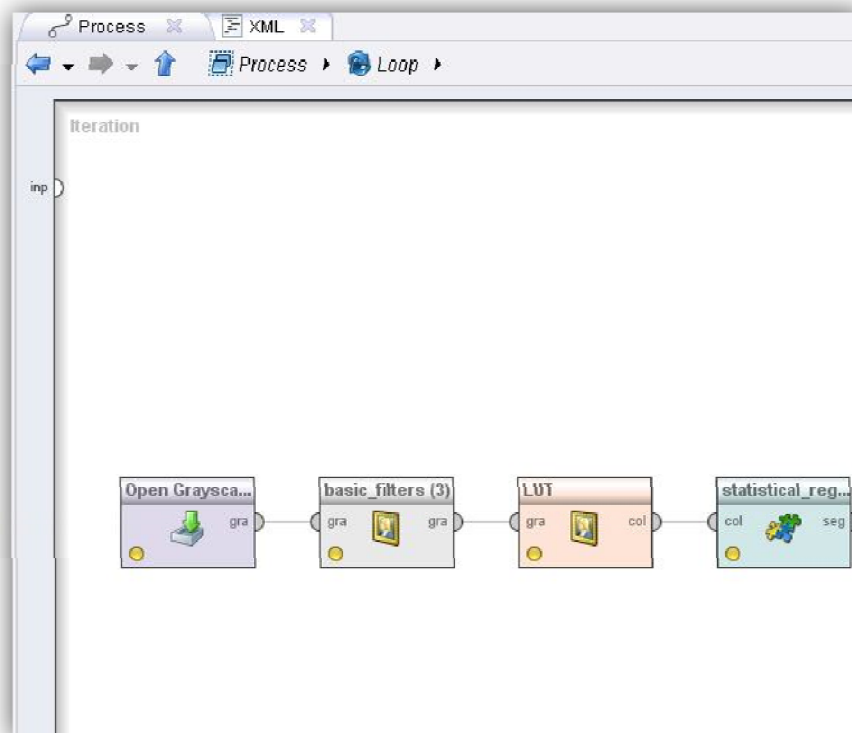 Process XML
Process Loop
Iteration
inp
Open Graysca... basic_filters (3) LUT statistical_reg...
gra gra gra gra col col seg